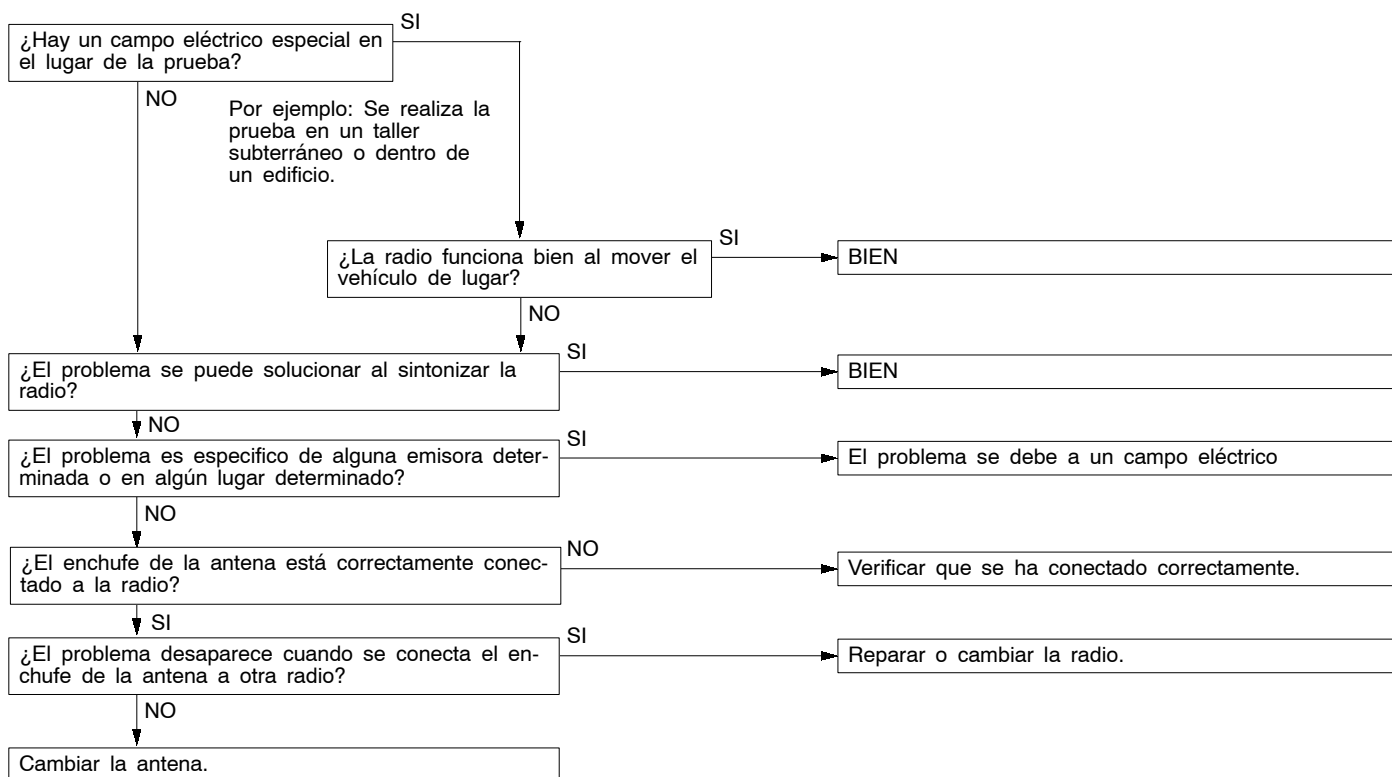 SI
¿Hay un campo eléctrico especial en
el lugar de la prueba?
NO
Por ejemplo: Se realiza la
prueba en un taller
subterráneo o dentro de
un edificio.
SI
¿La radio funciona bien al mover el
vehículo de lugar?
BIEN
NO
SI
¿El problema se puede solucionar al sintonizar la
radio?
BIEN
NO
SI
¿El problema es especifico de alguna emisora deter-
minada o en algún lugar determinado?
El problema se debe a un campo eléctrico
NO
NO
¿El enchufe de la antena está correctamente conec-
tado a la radio?
Verificar que se ha conectado correctamente.
SI
SI
¿El problema desaparece cuando se conecta el en-
chufe de la antena a otra radio?
Reparar o cambiar la radio.
NO
Cambiar la antena.